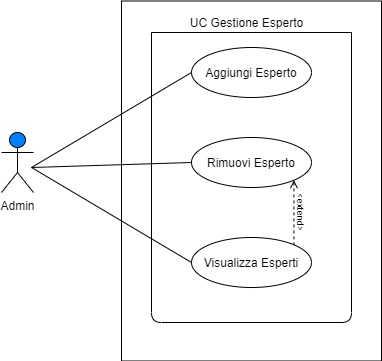 UC Gestione Esperto
Aggiungi Esperto
Rimuovi Esperto
<extend>
Admin
Visualizza Esperti